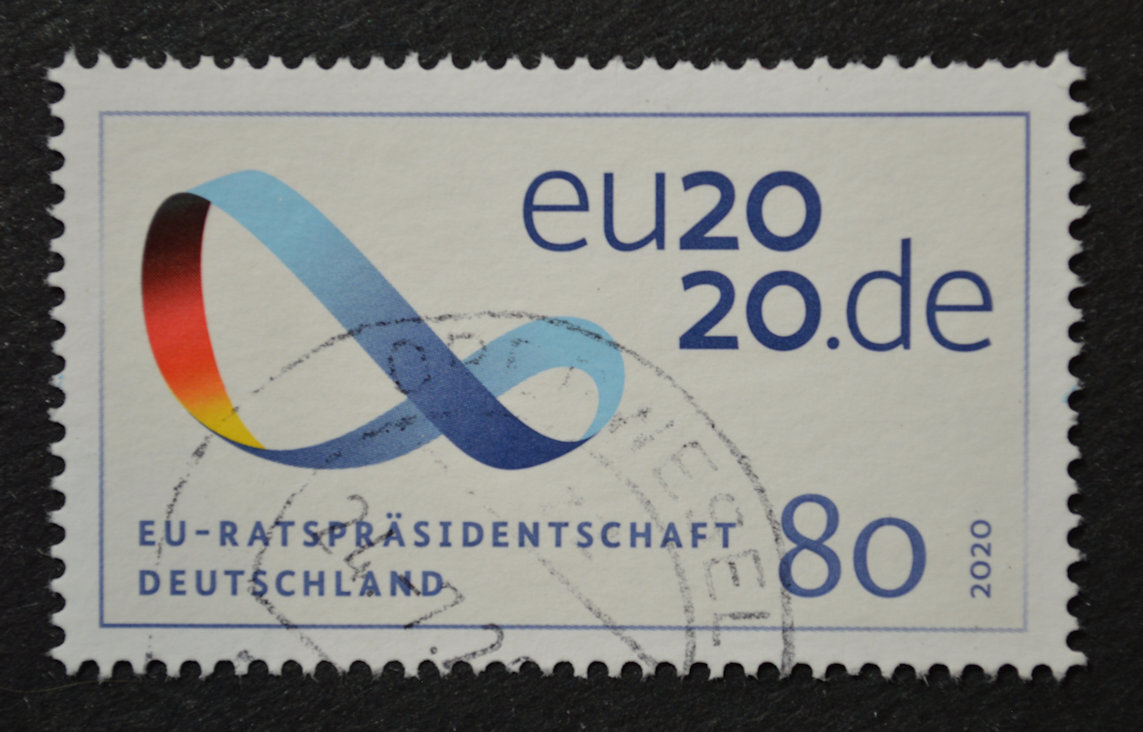 eu20
20.de
EU-RATSPRÄSIDENTSCHAFT
DEUTSCHLAND
80
2020